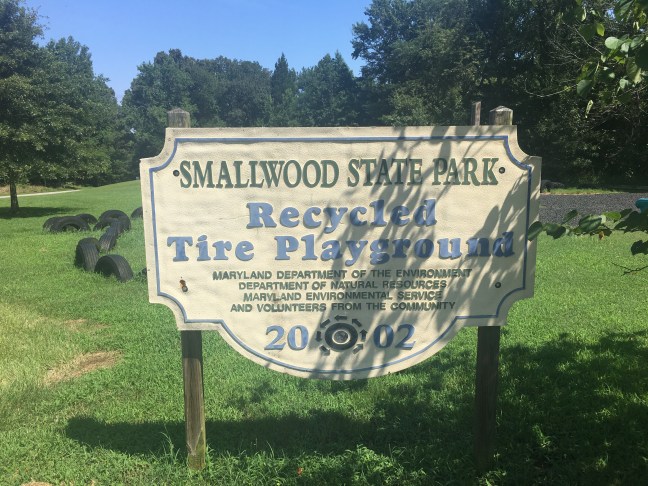 SMALLWOOD STATE PARK
Recycled
Tire Playground
MARYLAND DEPARTMENT OF THE ENVIRONMENT
DEPARTMENT OF NATURAL RESOURCES
MARYLAND ENVIRONMENTAL SERVICE
AND VOLUNTEERS FROM THE COMMUNITY
20 02